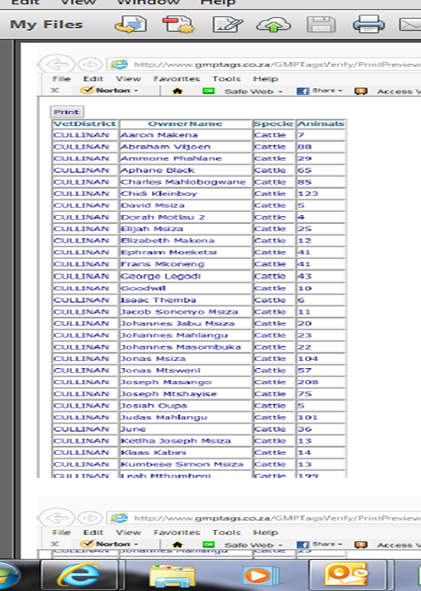 Edit View Window Help
My Files
http://www.gmptags.co.za/GMPTagsVerify/PrintPreview
File Edit View Favorites Tools Help
X Norton - Safe Web - Share - Access V
Print
VetDistrict OwnerName Specie Animals
CULLINAN Aaron Makena Cattle 7
CULLINAN Abraham Viljoen Cattle 88
CULLINAN Ammone Phahlane Cattle 29
CULLINAN Aphane Black Cattle 65
CULLINAN Charles Mahlobogwane Cattle 85
CULLINAN Chidi Kleinboy Cattle 123
CULLINAN David Msiza Cattle 5
CULLINAN Dorah Motlau 2 Cattle 4
CULLINAN Elijah Msiza Cattle 25
CULLINAN Elizabeth Makena Cattle 12
CULLINAN Ephraim Moeketsi Cattle 41
CULLINAN Frans Mkoneng Cattle 41
CULLINAN George Legodi Cattle 43
CULLINAN Goodwill Cattle 10
CULLINAN Isaac Themba Cattle 6
CULLINAN Jacob Sononyo Msiza Cattle 11
CULLINAN Johannes Jabu Msiza Cattle 20
CULLINAN Johannes Mahlangu Cattle 23
CULLINAN Johannes Masombuka Cattle 22
CULLINAN Jonas Msiza Cattle 104
CULLINAN Jonas Mtsweni Cattle 57
CULLINAN Joseph Masango Cattle 208
CULLINAN Joseph Mtshayise Cattle 75
CULLINAN Josiah Oupa Cattle 5
CULLINAN Judas Mahlangu Cattle 101
CULLINAN June Cattle 36
CULLINAN Ketlha Joseph Msiza Cattle 13
CULLINAN Klaas Kabini Cattle 14
CULLINAN Kumbese Simon Msiza Cattle 13
CULLINAN Leah Mthombeni Cattle 199
http://www.gmptags.co.za/GMPTagsVerify/PrintPreview
File Edit View Favorites Tools Help
X Norton - Safe Web - Share - Access V
CULLINAN Johannes Mahlangu Cattle 23